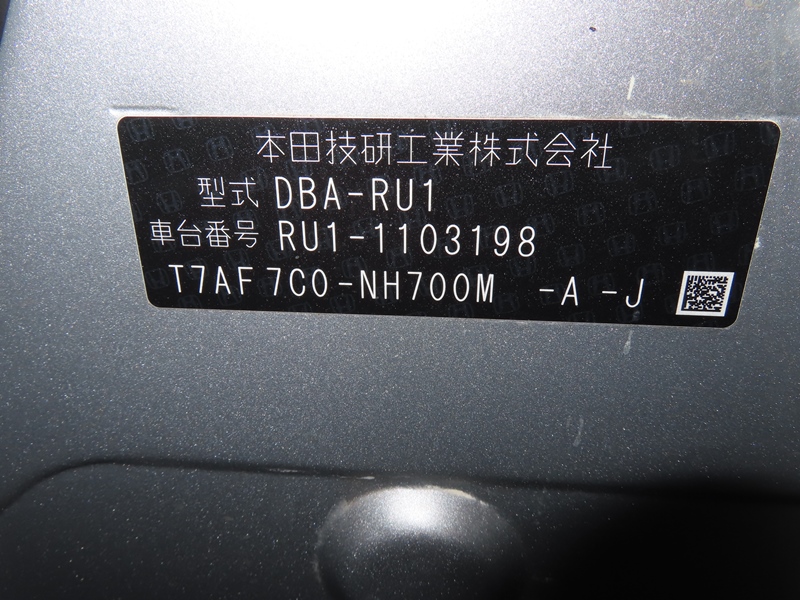 本田技研工業株式会社
型式 DBA-RU1
車台番号 RU1-1103198
T7AF7C0-NH700M -A -J